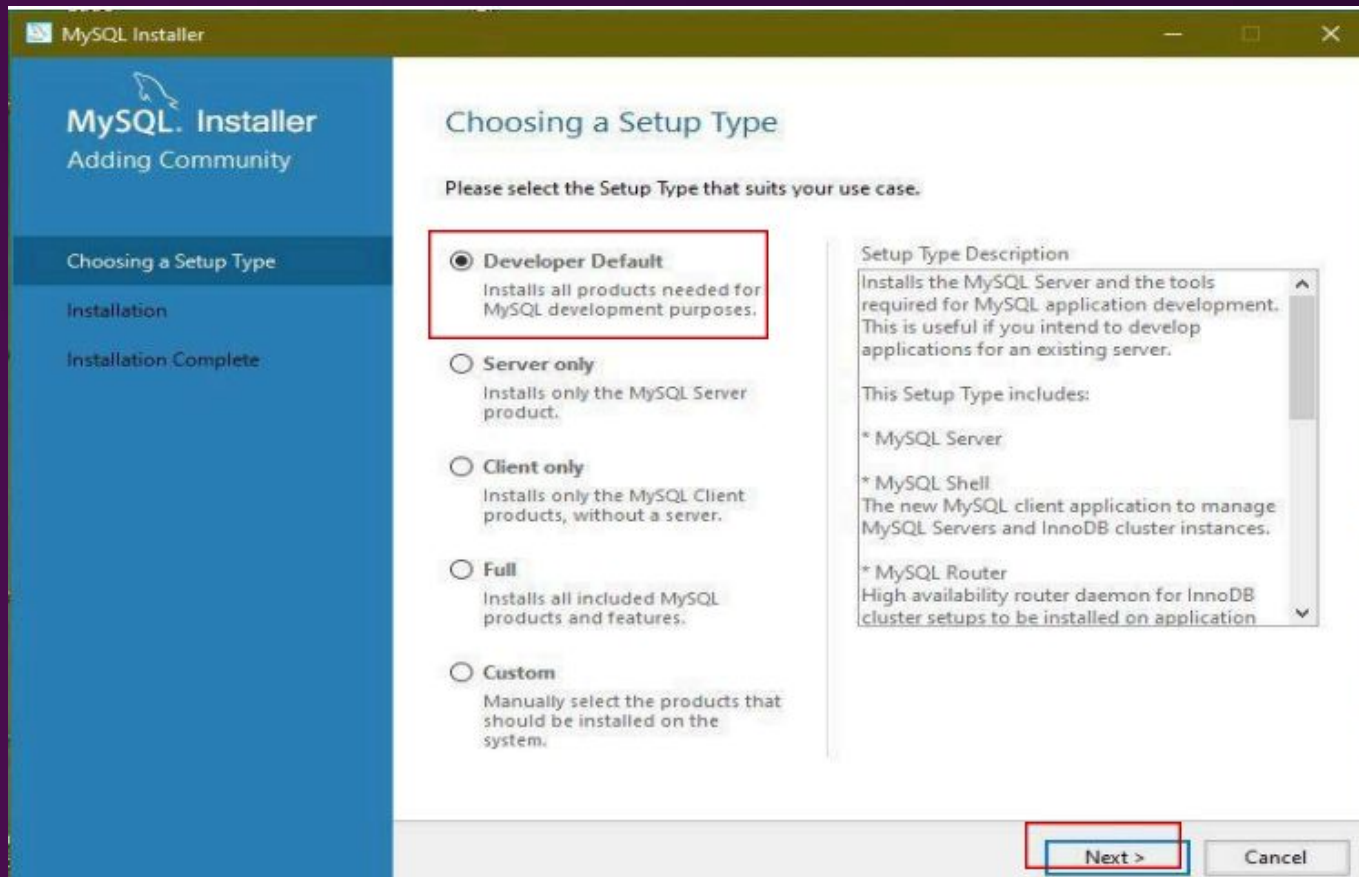 MySQL Installer
MySQL. Installer
Adding Community
Choosing a Setup Type
Installation
Installation Complete
Choosing a Setup Type
Please select the Setup Type that suits your use case.
Developer Default
Installs all products needed for
MySQL development purposes.
Server only
Installs only the MySQL Server
product.
Client only
Installs only the MySQL Client
products, without a server.
Full
Installs all included MySQL
products and features.
Custom
Manually select the products that
should be installed on the
system.
Setup Type Description
Installs the MySQL Server and the tools
required for MySQL application development.
This is useful if you intend to develop
applications for an existing server.
This Setup Type includes:
* MySQL Server
* MySQL Shell
The new MySQL client application to manage
MySQL Servers and InnoDB cluster instances.
* MySQL Router
High availability router daemon for InnoDB
cluster setups to be installed on application
Next >
Cancel